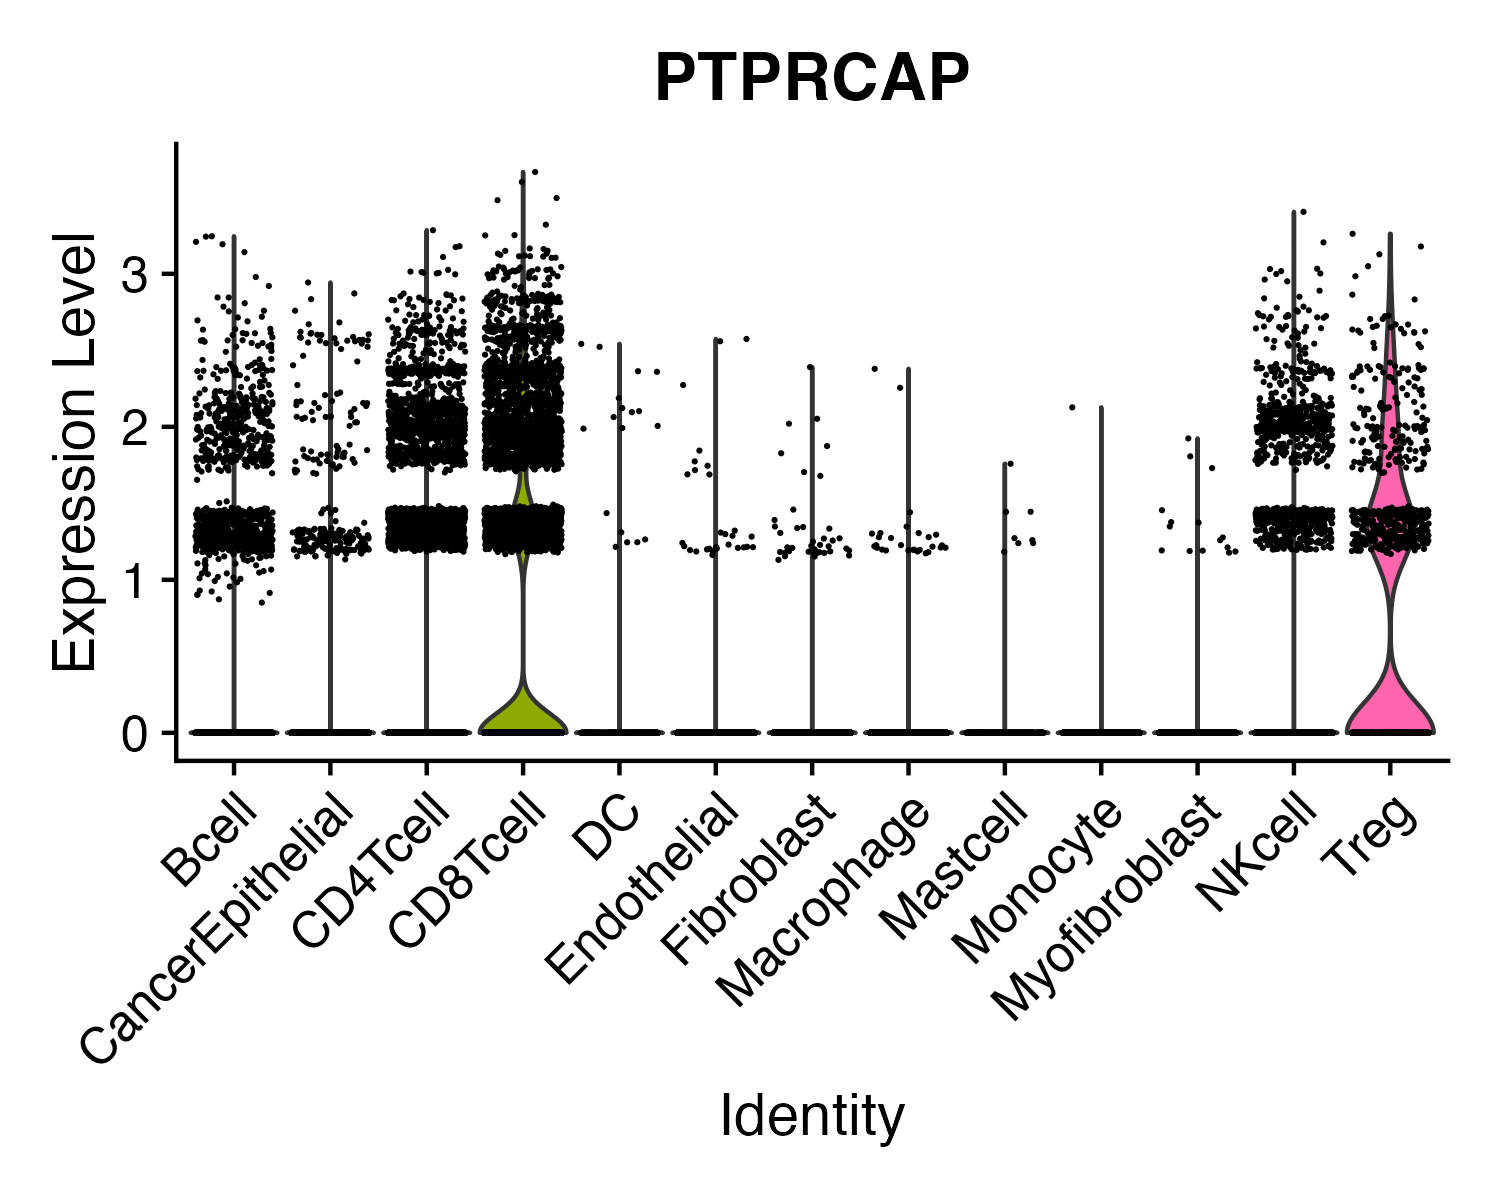 PTPRCAP
Expression Level
3
2
1
0
Bcell
CancerEpithelial
CD4Tcell
CD8Tcell
DC
Endothelial
Fibroblast
Macrophage
Mastcell
Monocyte
Myofibroblast
NKcell
Treg
Identity